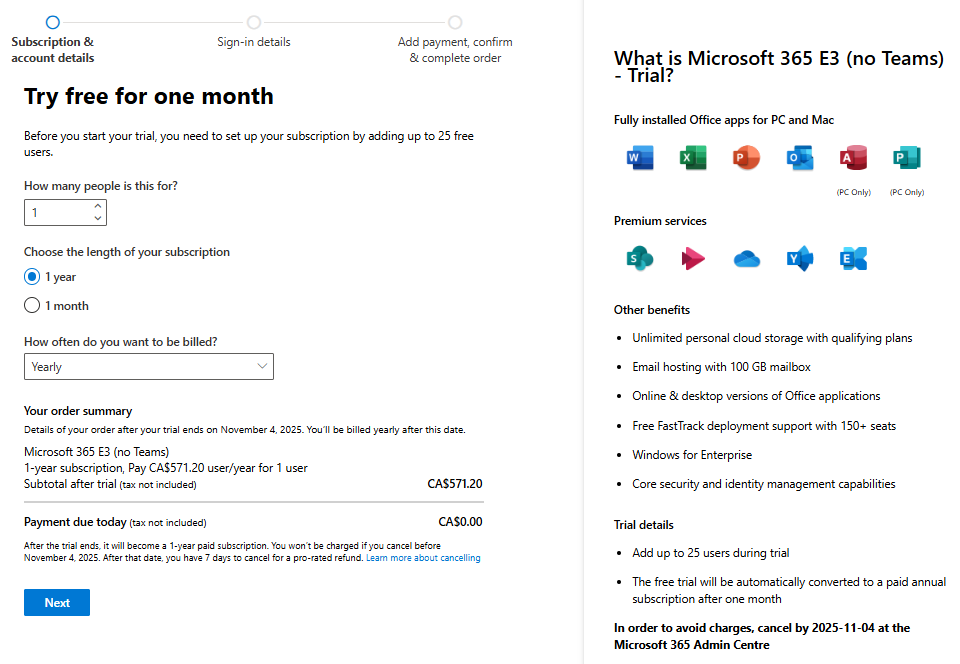 Subscription &
account details
Sign-in details
Add payment, confirm
& complete order
Try free for one month
Before you start your trial, you need to set up your subscription by adding up to 25 free
users.
How many people is this for?
1
Choose the length of your subscription
1 year
1 month
How often do you want to be billed?
Yearly
Your order summary
Details of your order after your trial ends on November 4, 2025. You'll be billed yearly after this date.
Microsoft 365 E3 (no Teams)
1-year subscription, Pay CA$571.20 user/year for 1 user
Subtotal after trial (tax not included) CA$571.20
Payment due today (tax not included) CA$0.00
After the trial ends, it will become a 1-year paid subscription. You won't be charged if you cancel before
November 4, 2025. After that date, you have 7 days to cancel for a pro-rated refund. Learn more about cancelling
Next
What is Microsoft 365 E3 (no Teams)
- Trial?
Fully installed Office apps for PC and Mac
W X P O A P
(PC Only) (PC Only)
Premium services
S Y E
Other benefits
• Unlimited personal cloud storage with qualifying plans
• Email hosting with 100 GB mailbox
• Online & desktop versions of Office applications
• Free FastTrack deployment support with 150+ seats
• Windows for Enterprise
• Core security and identity management capabilities
Trial details
• Add up to 25 users during trial
• The free trial will be automatically converted to a paid annual
subscription after one month
In order to avoid charges, cancel by 2025-11-04 at the
Microsoft 365 Admin Centre